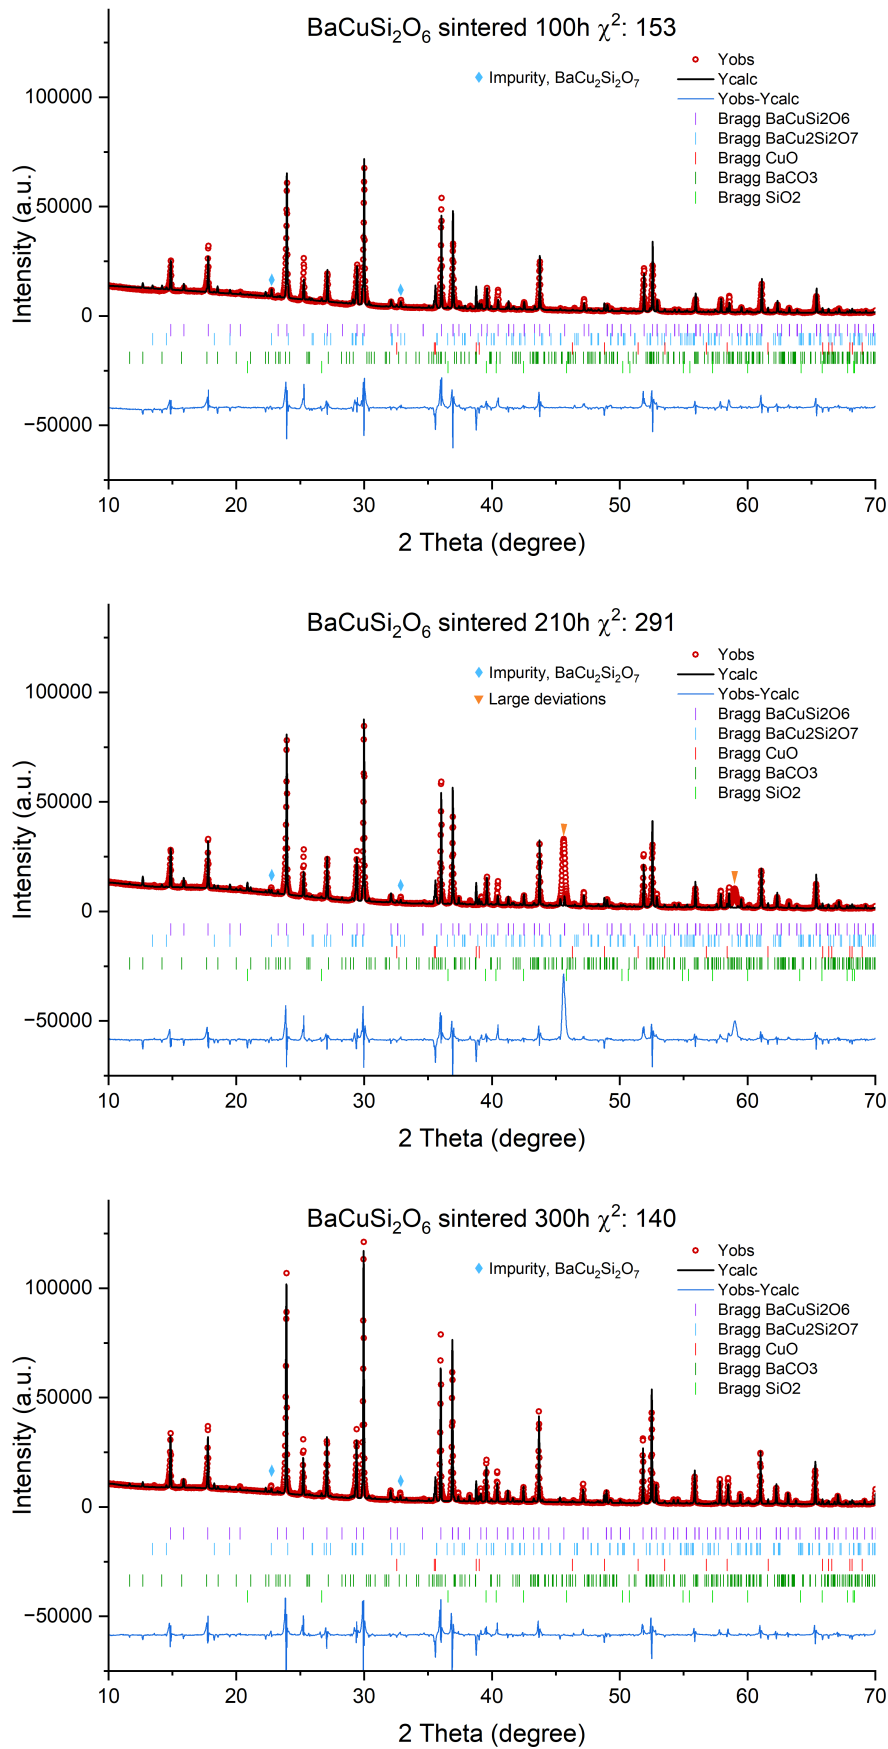 BaCuSi₂O₆ sintered 100h χ²: 153
Yobs
Impurity, BaCu₂Si₂O₇
Ycalc
Yobs-Ycalc
Bragg BaCuSi2O6
Bragg BaCu2Si2O7
Bragg CuO
Bragg BaCO3
Bragg SiO2
Intensity (a.u.)
100000
50000
0
−50000
10 20 30 40 50 60 70
2 Theta (degree)
BaCuSi₂O₆ sintered 210h χ²: 291
Yobs
Impurity, BaCu₂Si₂O₇
Ycalc
Large deviations
Yobs-Ycalc
Bragg BaCuSi2O6
Bragg BaCu2Si2O7
Bragg CuO
Bragg BaCO3
Bragg SiO2
Intensity (a.u.)
100000
50000
0
−50000
10 20 30 40 50 60 70
2 Theta (degree)
BaCuSi₂O₆ sintered 300h χ²: 140
Yobs
Impurity, BaCu₂Si₂O₇
Ycalc
Yobs-Ycalc
Bragg BaCuSi2O6
Bragg BaCu2Si2O7
Bragg CuO
Bragg BaCO3
Bragg SiO2
Intensity (a.u.)
100000
50000
0
−50000
10 20 30 40 50 60 70
2 Theta (degree)